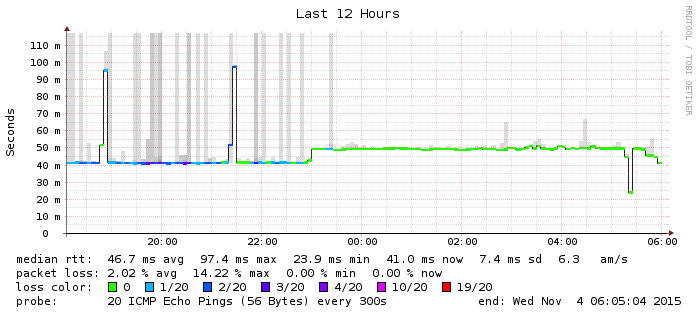 Last 12 Hours
RRDTOOL / TOBI OETIKER
Seconds
110 m
100 m
90 m
80 m
70 m
60 m
50 m
40 m
30 m
20 m
10 m
0
20:00 22:00 00:00 02:00 04:00 06:00
median rtt: 46.7 ms avg 97.4 ms max 23.9 ms min 41.0 ms now 7.4 ms sd 6.3 am/s
packet loss: 2.02 % avg 14.22 % max 0.00 % min 0.00 % now
loss color: 0 1/20 2/20 3/20 4/20 10/20 19/20
probe: 20 ICMP Echo Pings (56 Bytes) every 300s end: Wed Nov 4 06:05:04 2015